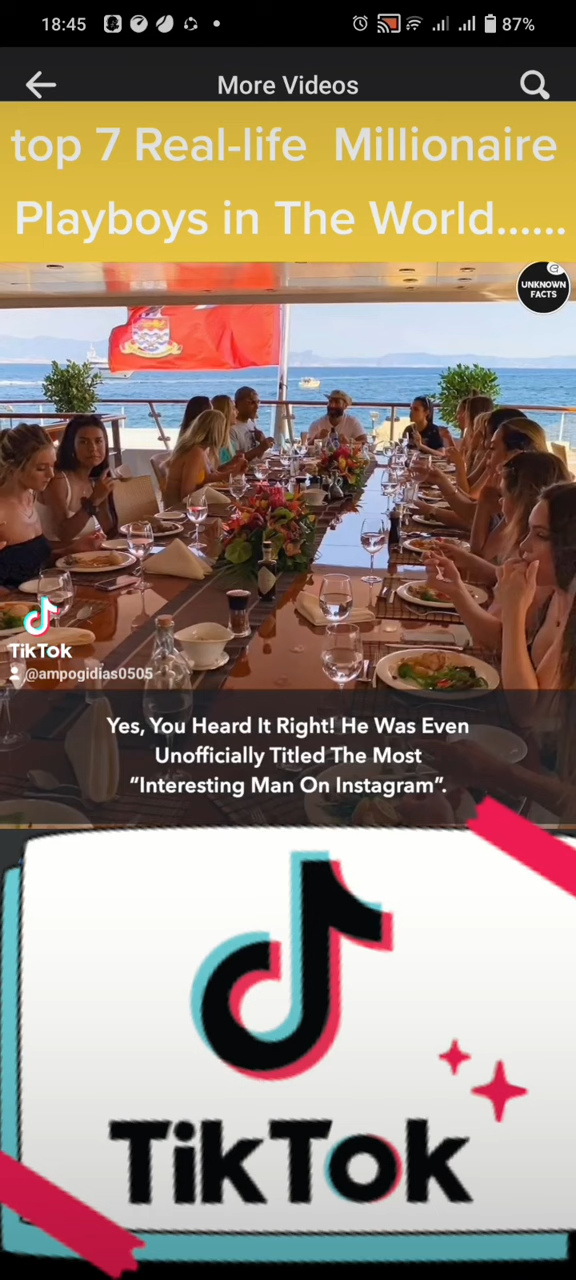 18:45
87%
More Videos
top 7 Real-life Millionaire
Playboys in The World......
UNKNOWN
FACTS
TikTok
@ampogidias0505
Yes, You Heard It Right! He Was Even
Unofficially Titled The Most
“Interesting Man On Instagram”.
TikTok